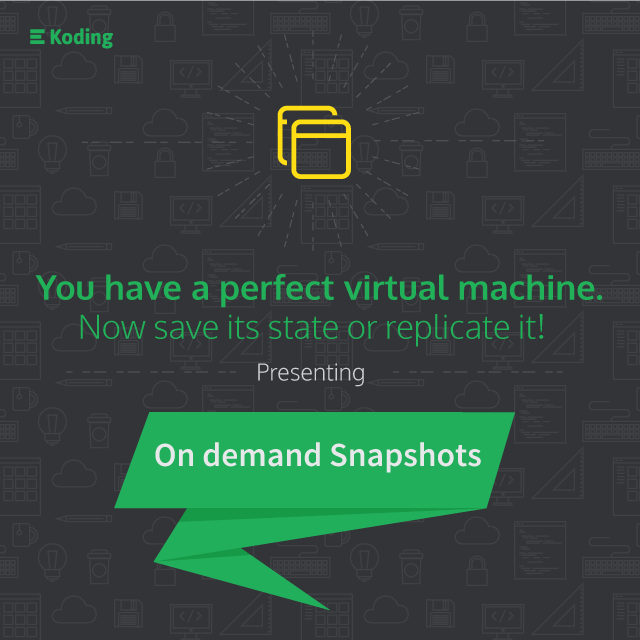 Koding
You have a perfect virtual machine.
Now save its state or replicate it!
Presenting
On demand Snapshots